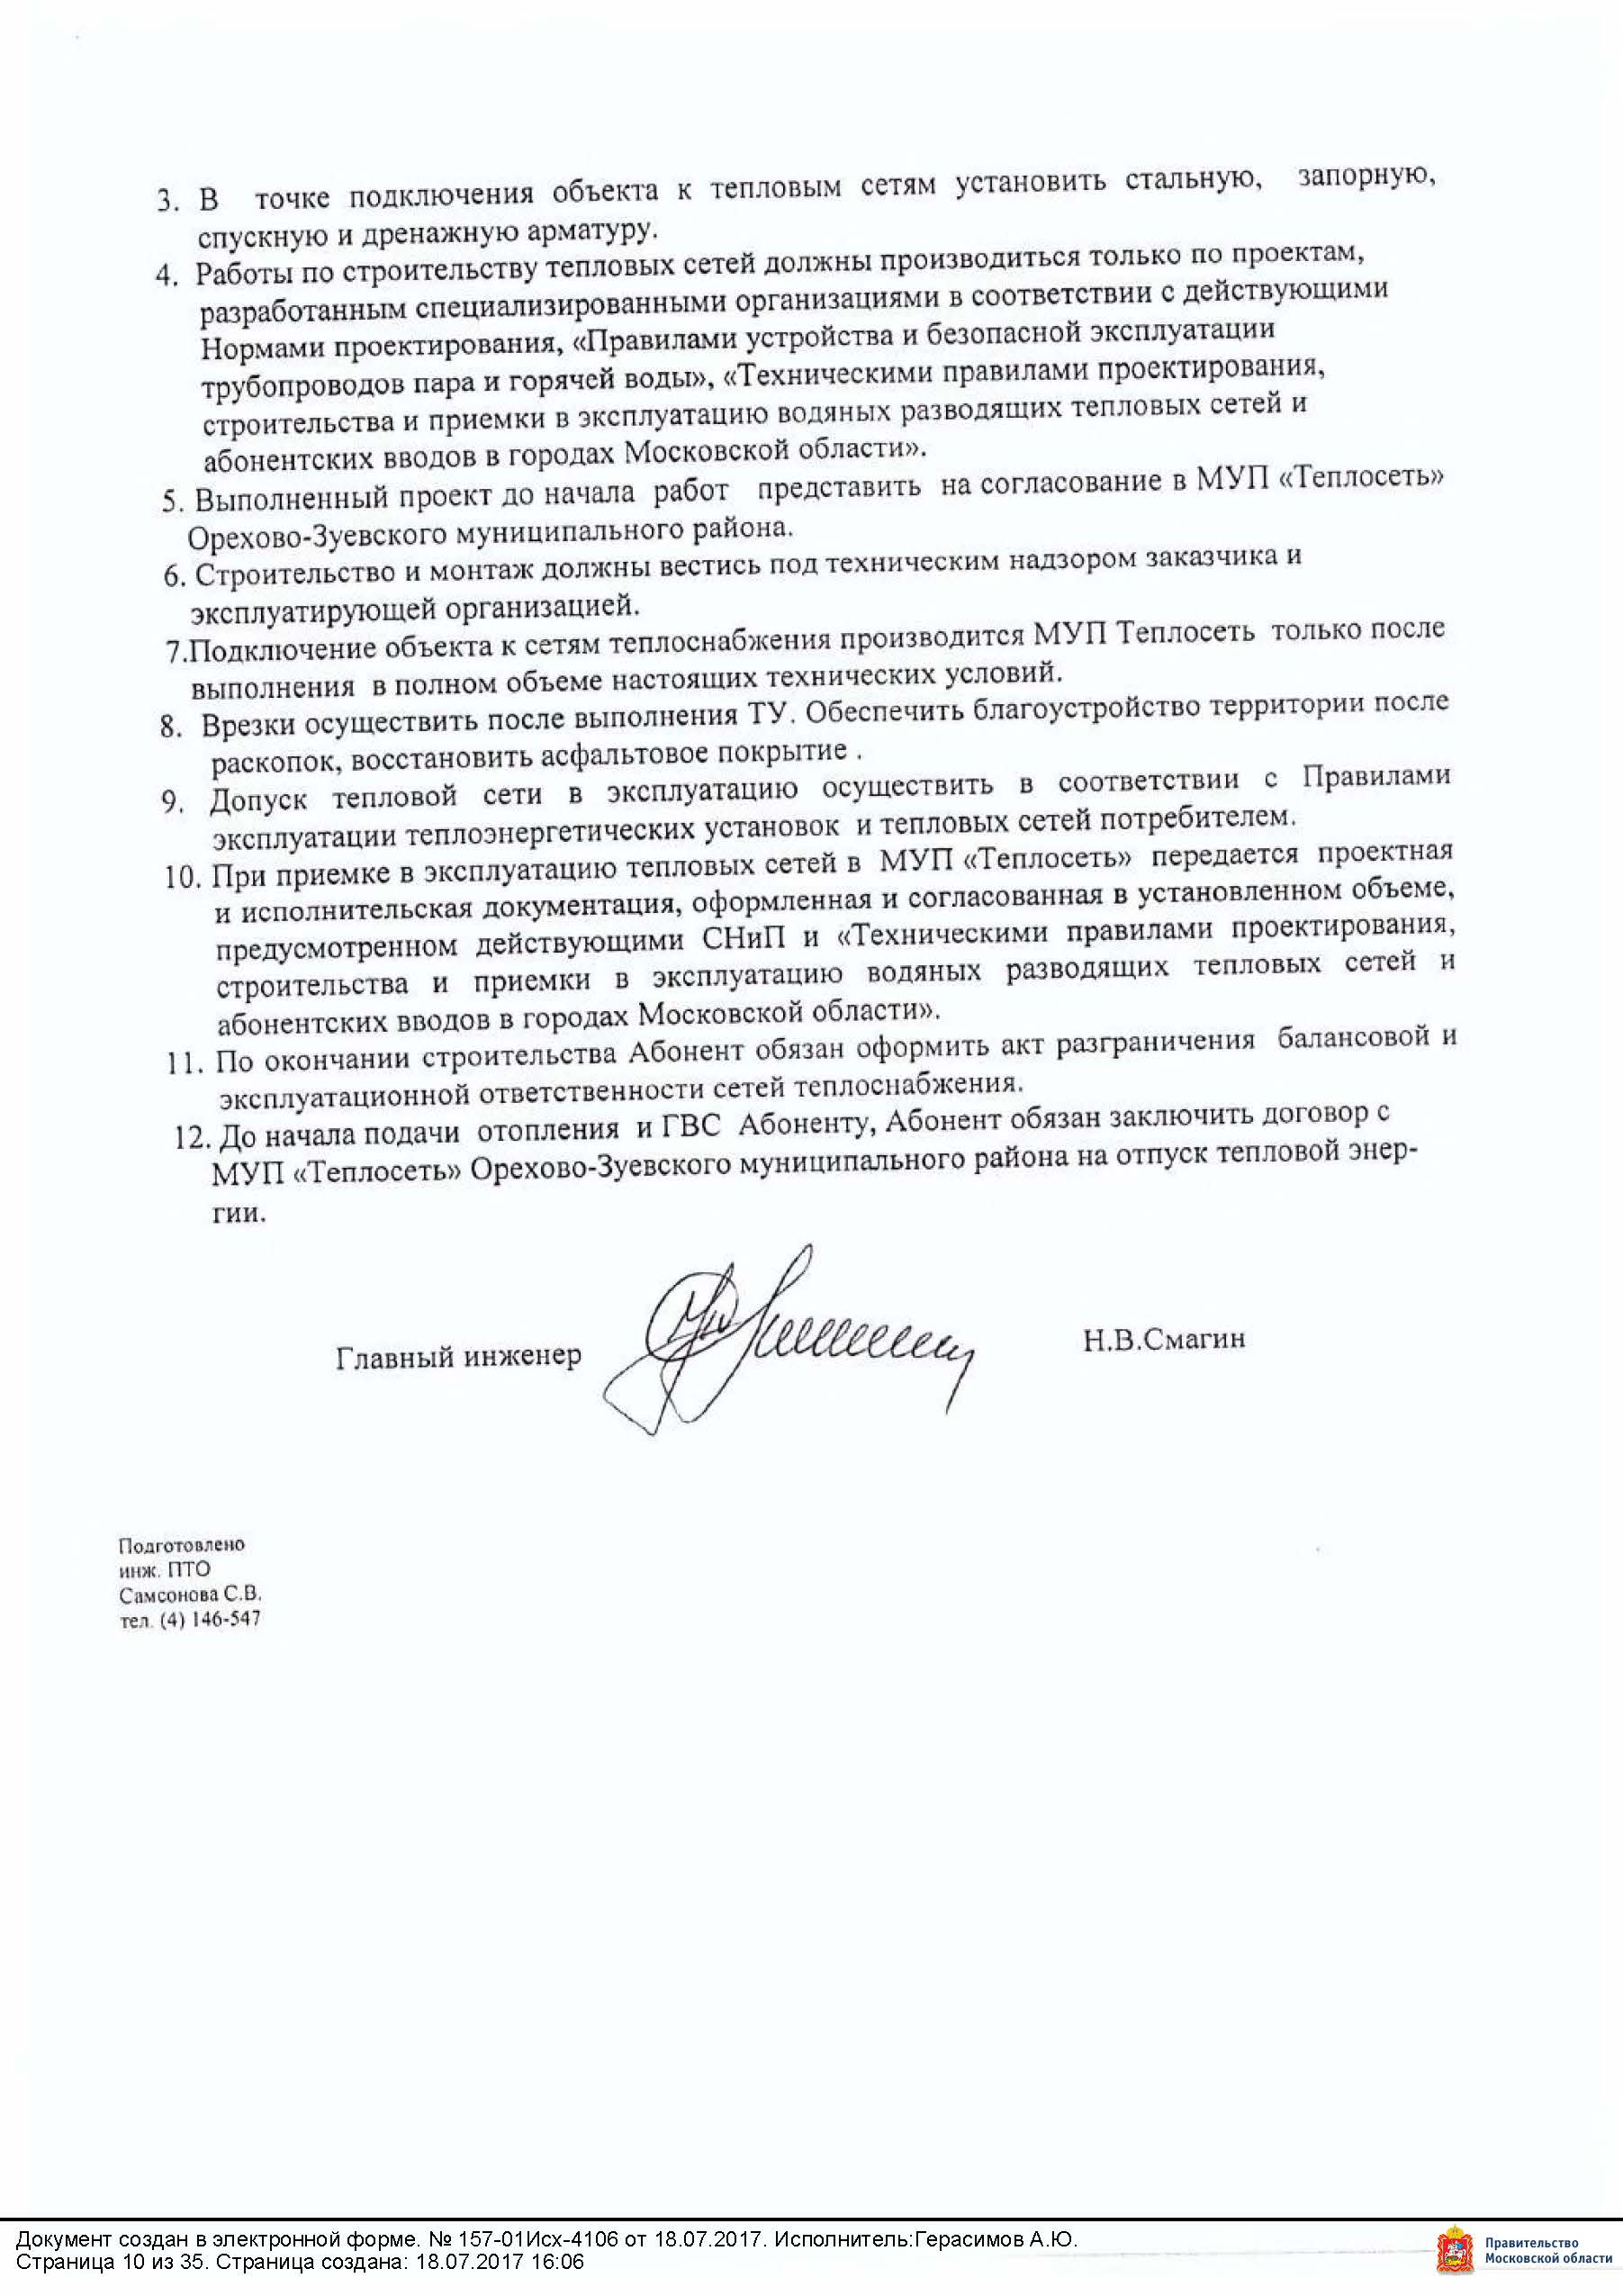 3. В точке подключения объекта к тепловым сетям установить стальную, запорную,
спускную и дренажную арматуру.
4. Работы по строительству тепловых сетей должны производиться только по проектам,
разработанным специализированными организациями в соответствии с действующими
Нормами проектирования, «Правилами устройства и безопасной эксплуатации
трубопроводов пара и горячей воды», «Техническими правилами проектирования,
строительства и приемки в эксплуатацию водяных разводящих тепловых сетей и
абонентских вводов в городах Московской области».
5. Выполненный проект до начала работ представить на согласование в МУП «Теплосеть»
Орехово-Зуевского муниципального района.
6. Строительство и монтаж должны вестись под техническим надзором заказчика и
эксплуатирующей организацией.
7.Подключение объекта к сетям теплоснабжения производится МУП Теплосеть только после
выполнения в полном объеме настоящих технических условий.
8. Врезки осуществить после выполнения ТУ. Обеспечить благоустройство территории после
раскопок, восстановить асфальтовое покрытие .
9. Допуск тепловой сети в эксплуатацию осуществить в соответствии с Правилами
эксплуатации теплоэнергетических установок и тепловых сетей потребителем.
10. При приемке в эксплуатацию тепловых сетей в МУП «Теплосеть» передается проектная
и исполнительская документация, оформленная и согласованная в установленном объеме,
предусмотренном действующими СНиП и «Техническими правилами проектирования,
строительства и приемки в эксплуатацию водяных разводящих тепловых сетей и
абонентских вводов в городах Московской области».
11. По окончании строительства Абонент обязан оформить акт разграничения балансовой и
эксплуатационной ответственности сетей теплоснабжения.
12. До начала подачи отопления и ГВС Абоненту, Абонент обязан заключить договор с
МУП «Теплосеть» Орехово-Зуевского муниципального района на отпуск тепловой энер-
гии.
Главный инженер Н.В.Смагин
Подготовлено
инж. ПТО
Самсонова С.В.
тел. (4) 146-547
Документ создан в электронной форме. № 157-01Исх-4106 от 18.07.2017. Исполнитель:Герасимов А.Ю.
Страница 10 из 35. Страница создана: 18.07.2017 16:06
Правительство
Московской области